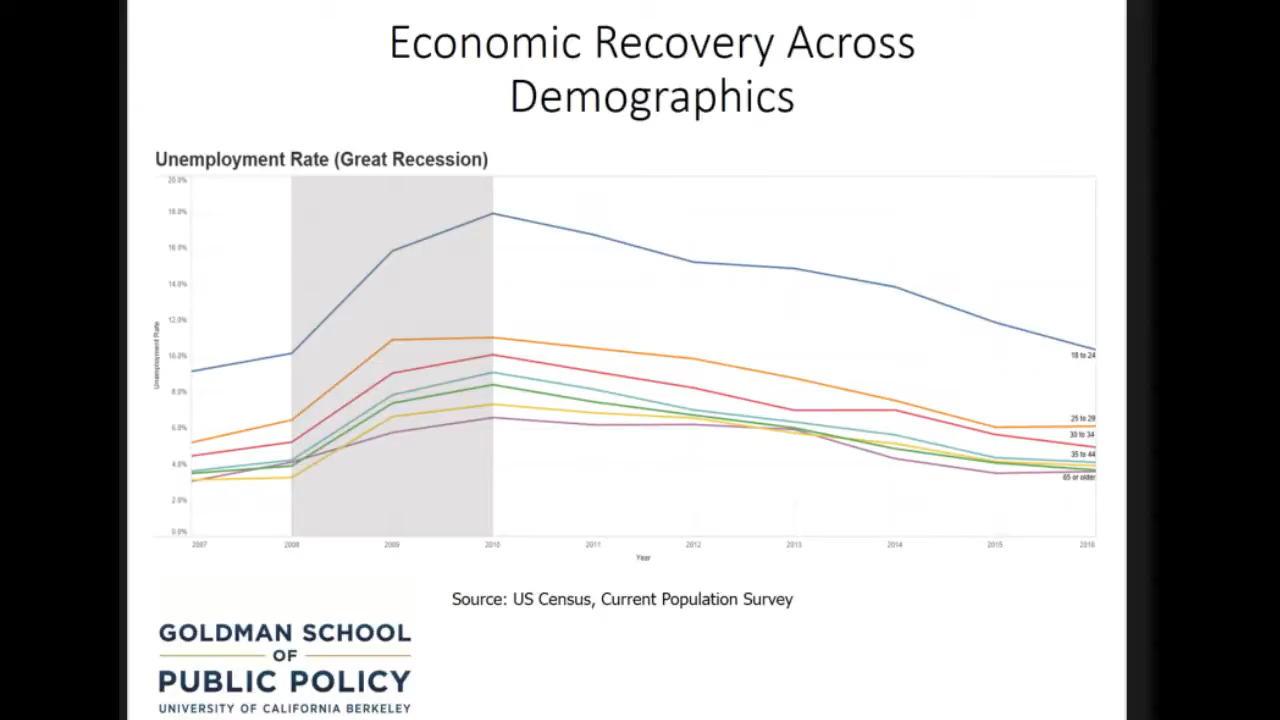 Economic Recovery Across
Demographics
Unemployment Rate (Great Recession)
20.0%
18.0%
16.0%
14.0%
12.0%
10.0%
8.0%
6.0%
4.0%
2.0%
0.0%
Unemployment Rate
18 to 24
25 to 29
30 to 34
35 to 44
65 or older
2007 2008 2009 2010 2011 2012 2013 2014 2015 2016
Year
Source: US Census, Current Population Survey
GOLDMAN SCHOOL
OF
PUBLIC POLICY
UNIVERSITY OF CALIFORNIA BERKELEY